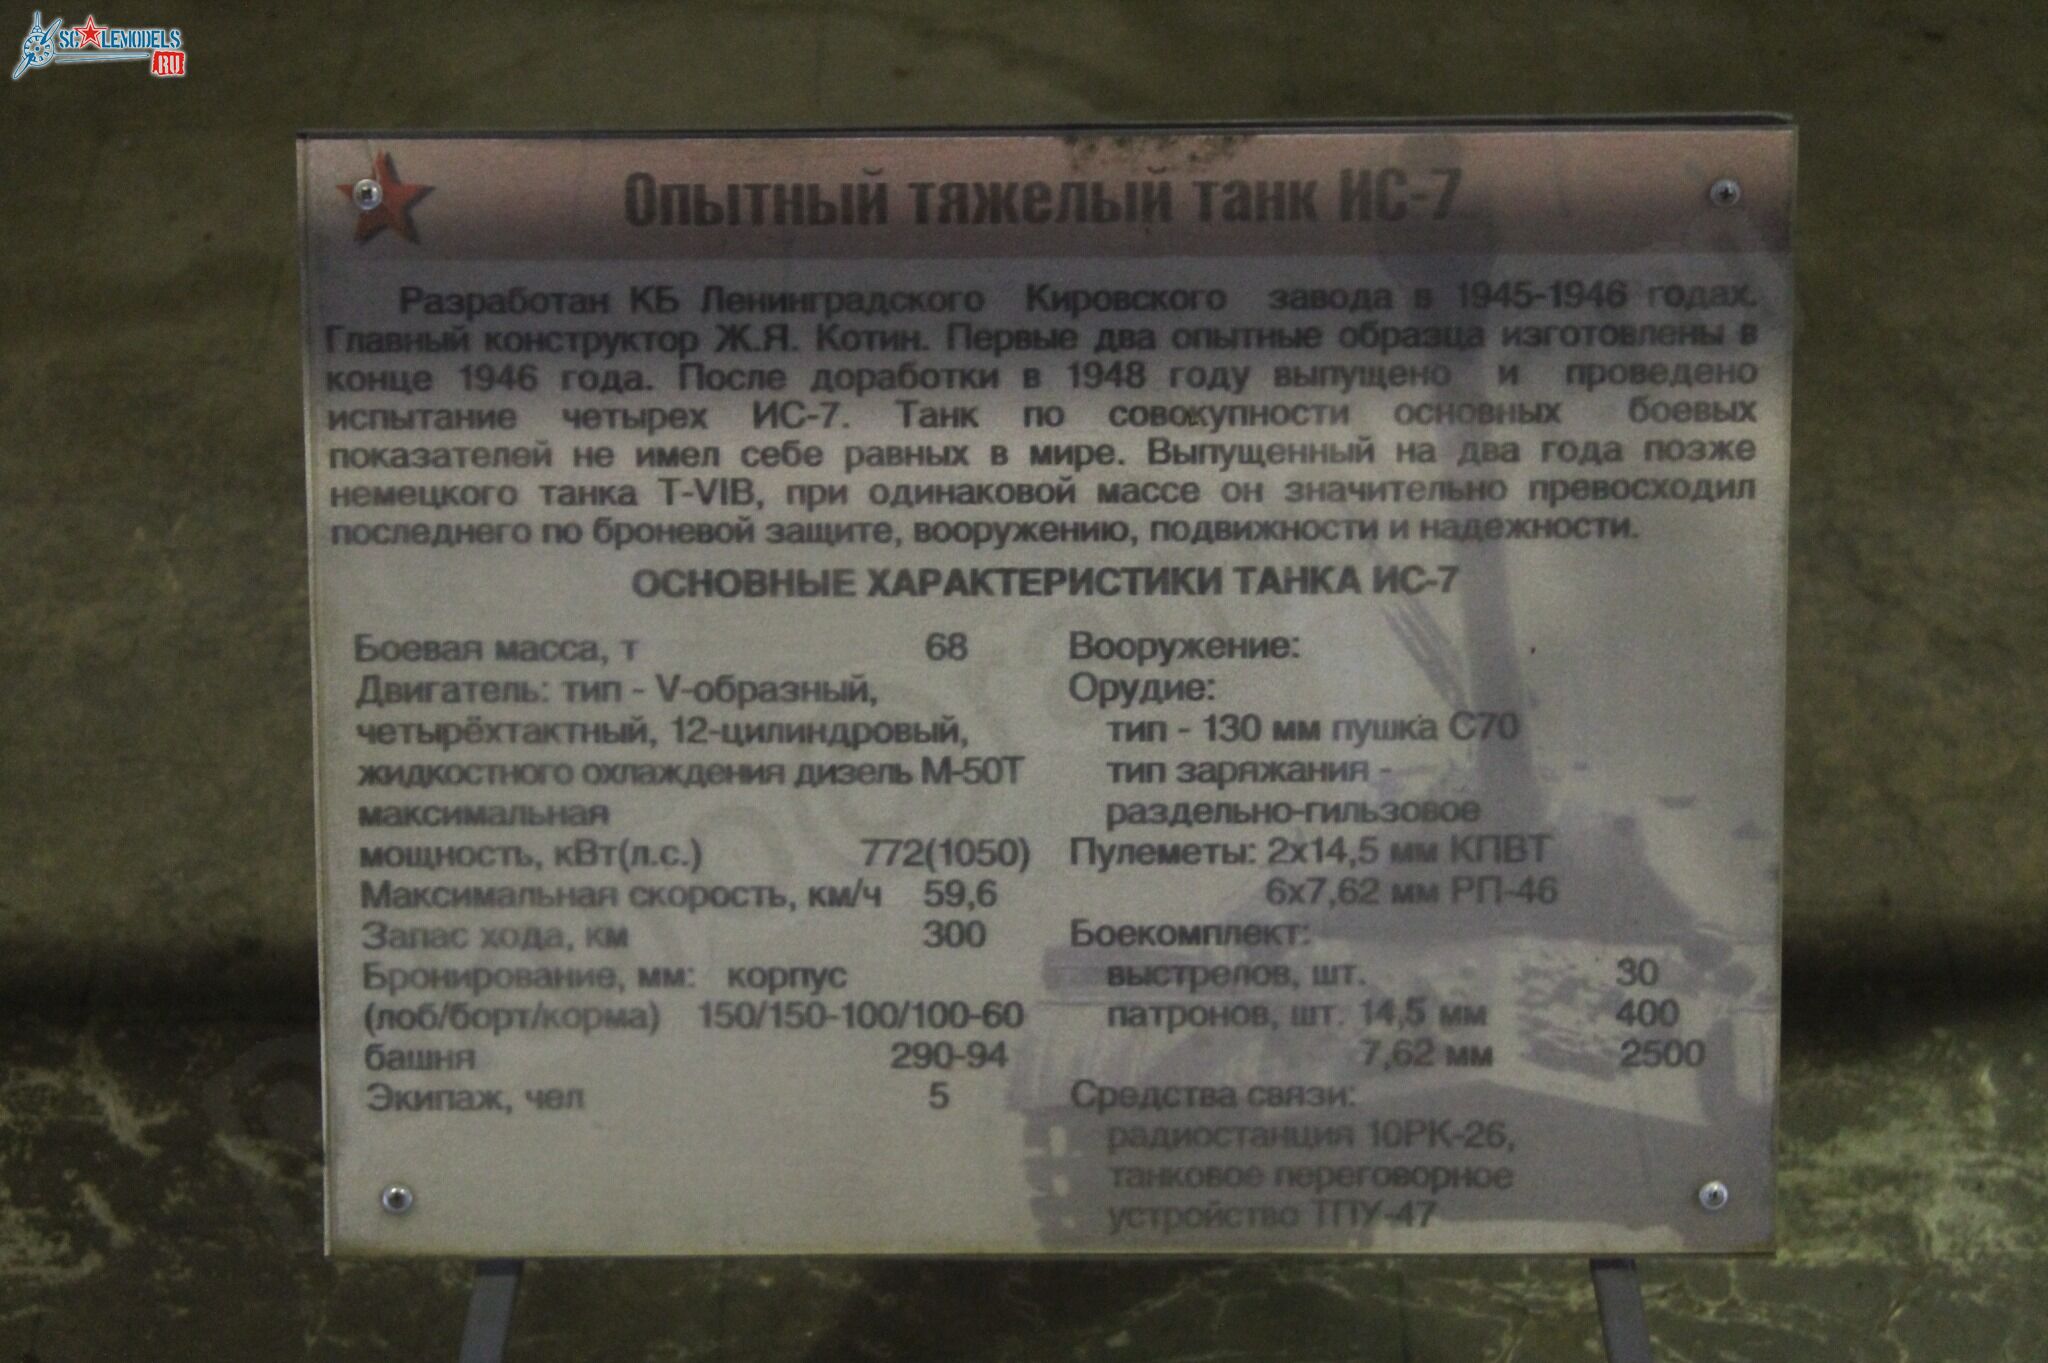 SCALEMODELS
.RU
Опытный тяжелый танк ИС-7
Разработан КБ Ленинградского Кировского завода в 1945-1946 годах.
Главный конструктор Ж.Я. Котин. Первые два опытные образца изготовлены в
конце 1946 года. После доработки в 1948 году выпущено и проведено
испытание четырех ИС-7. Танк по совокупности основных боевых
показателей не имел себе равных в мире. Выпущенный на два года позже
немецкого танка Т-VIB, при одинаковой массе он значительно превосходил
последнего по броневой защите, вооружению, подвижности и надежности.
ОСНОВНЫЕ ХАРАКТЕРИСТИКИ ТАНКА ИС-7
Боевая масса, т 68
Двигатель: тип - V-образный,
четырёхтактный, 12-цилиндровый,
жидкостного охлаждения дизель М-50Т
максимальная
мощность, кВт(л.с.) 772(1050)
Максимальная скорость, км/ч 59,6
Запас хода, км 300
Бронирование, мм: корпус
(лоб/борт/корма) 150/150-100/100-60
башня 290-94
Экипаж, чел 5
Вооружение:
Орудие:
тип - 130 мм пушка С70
тип заряжания -
раздельно-гильзовое
Пулеметы: 2х14,5 мм КПВТ
6х7,62 мм РП-46
Боекомплект:
выстрелов, шт. 30
патронов, шт. 14,5 мм 400
7,62 мм 2500
Средства связи:
радиостанция 10РК-26,
танковое переговорное
устройство ТПУ-47